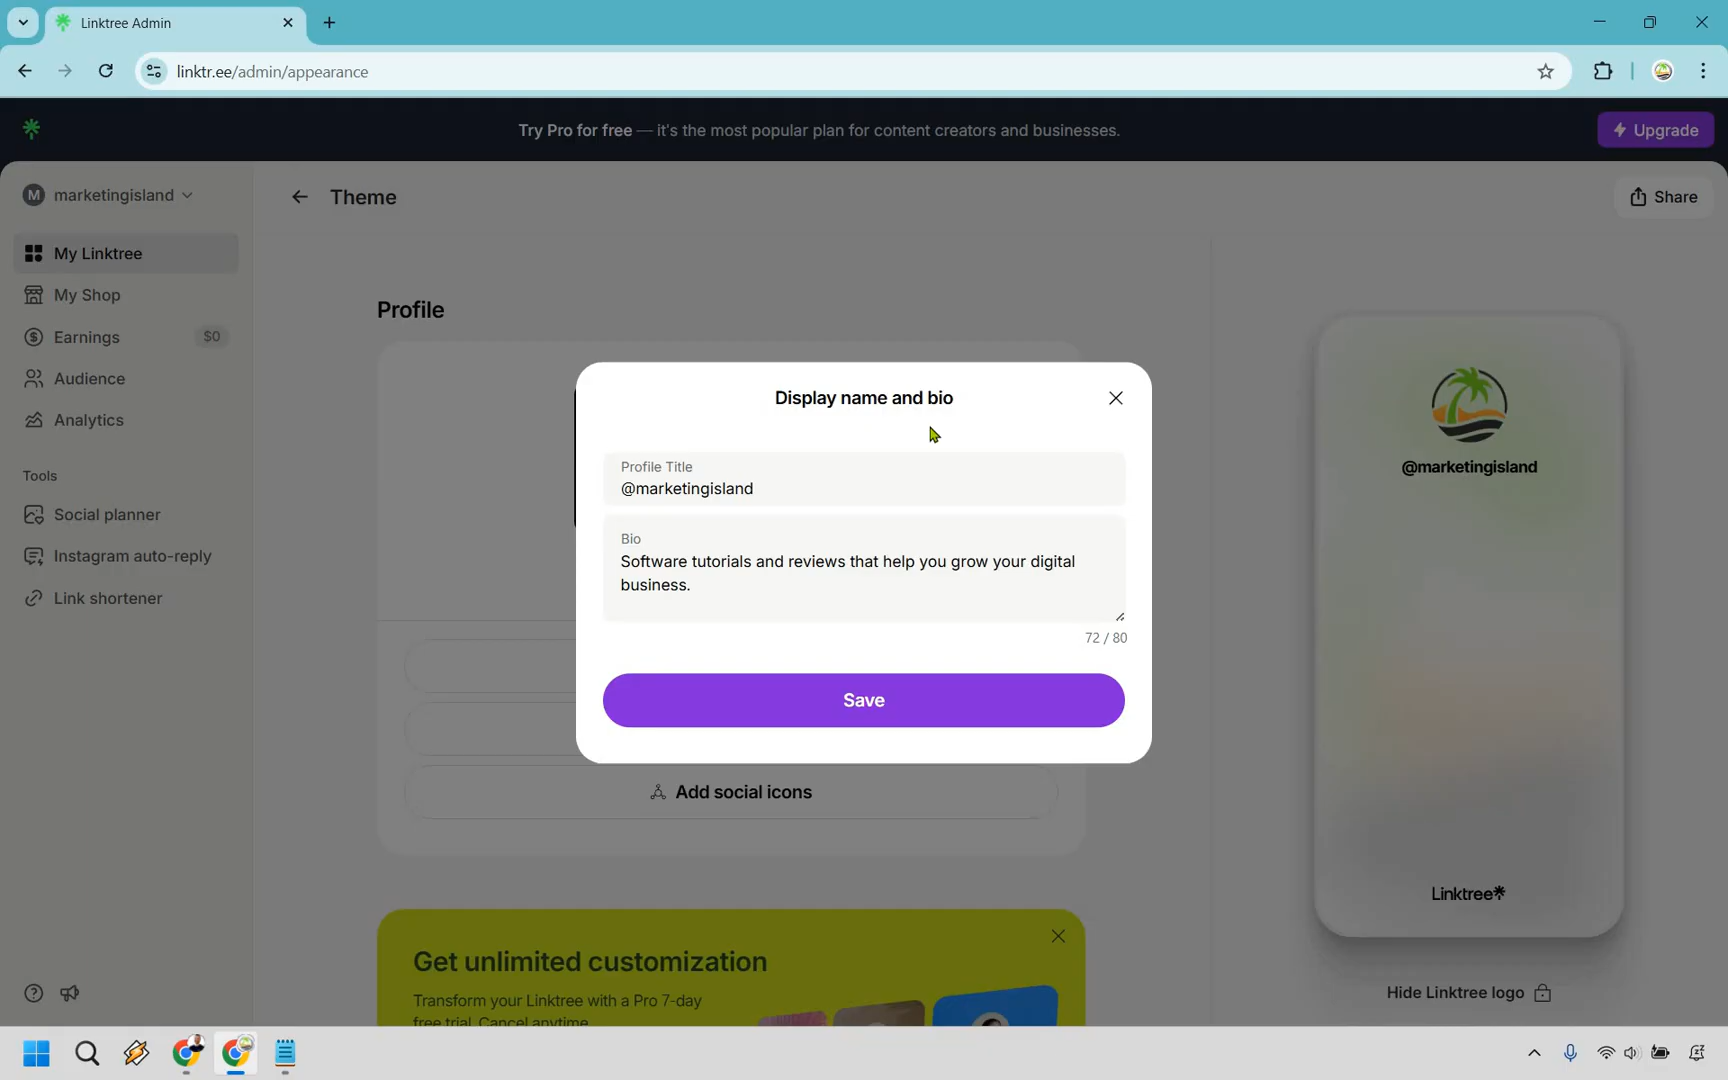 Linktree Admin
linktr.ee/admin/appearance
Try Pro for free — it's the most popular plan for content creators and businesses.
Upgrade
M marketingisland
Theme
Share
My Linktree
My Shop
Earnings $0
Audience
Analytics
Tools
Social planner
Instagram auto-reply
Link shortener
Profile
Display name and bio
Profile Title
@marketingisland
Bio
Software tutorials and reviews that help you grow your digital
business.
72 / 80
Save
Add social icons
Get unlimited customization
Transform your Linktree with a Pro 7-day
free trial. Cancel anytime.
@marketingisland
Linktree*
Hide Linktree logo